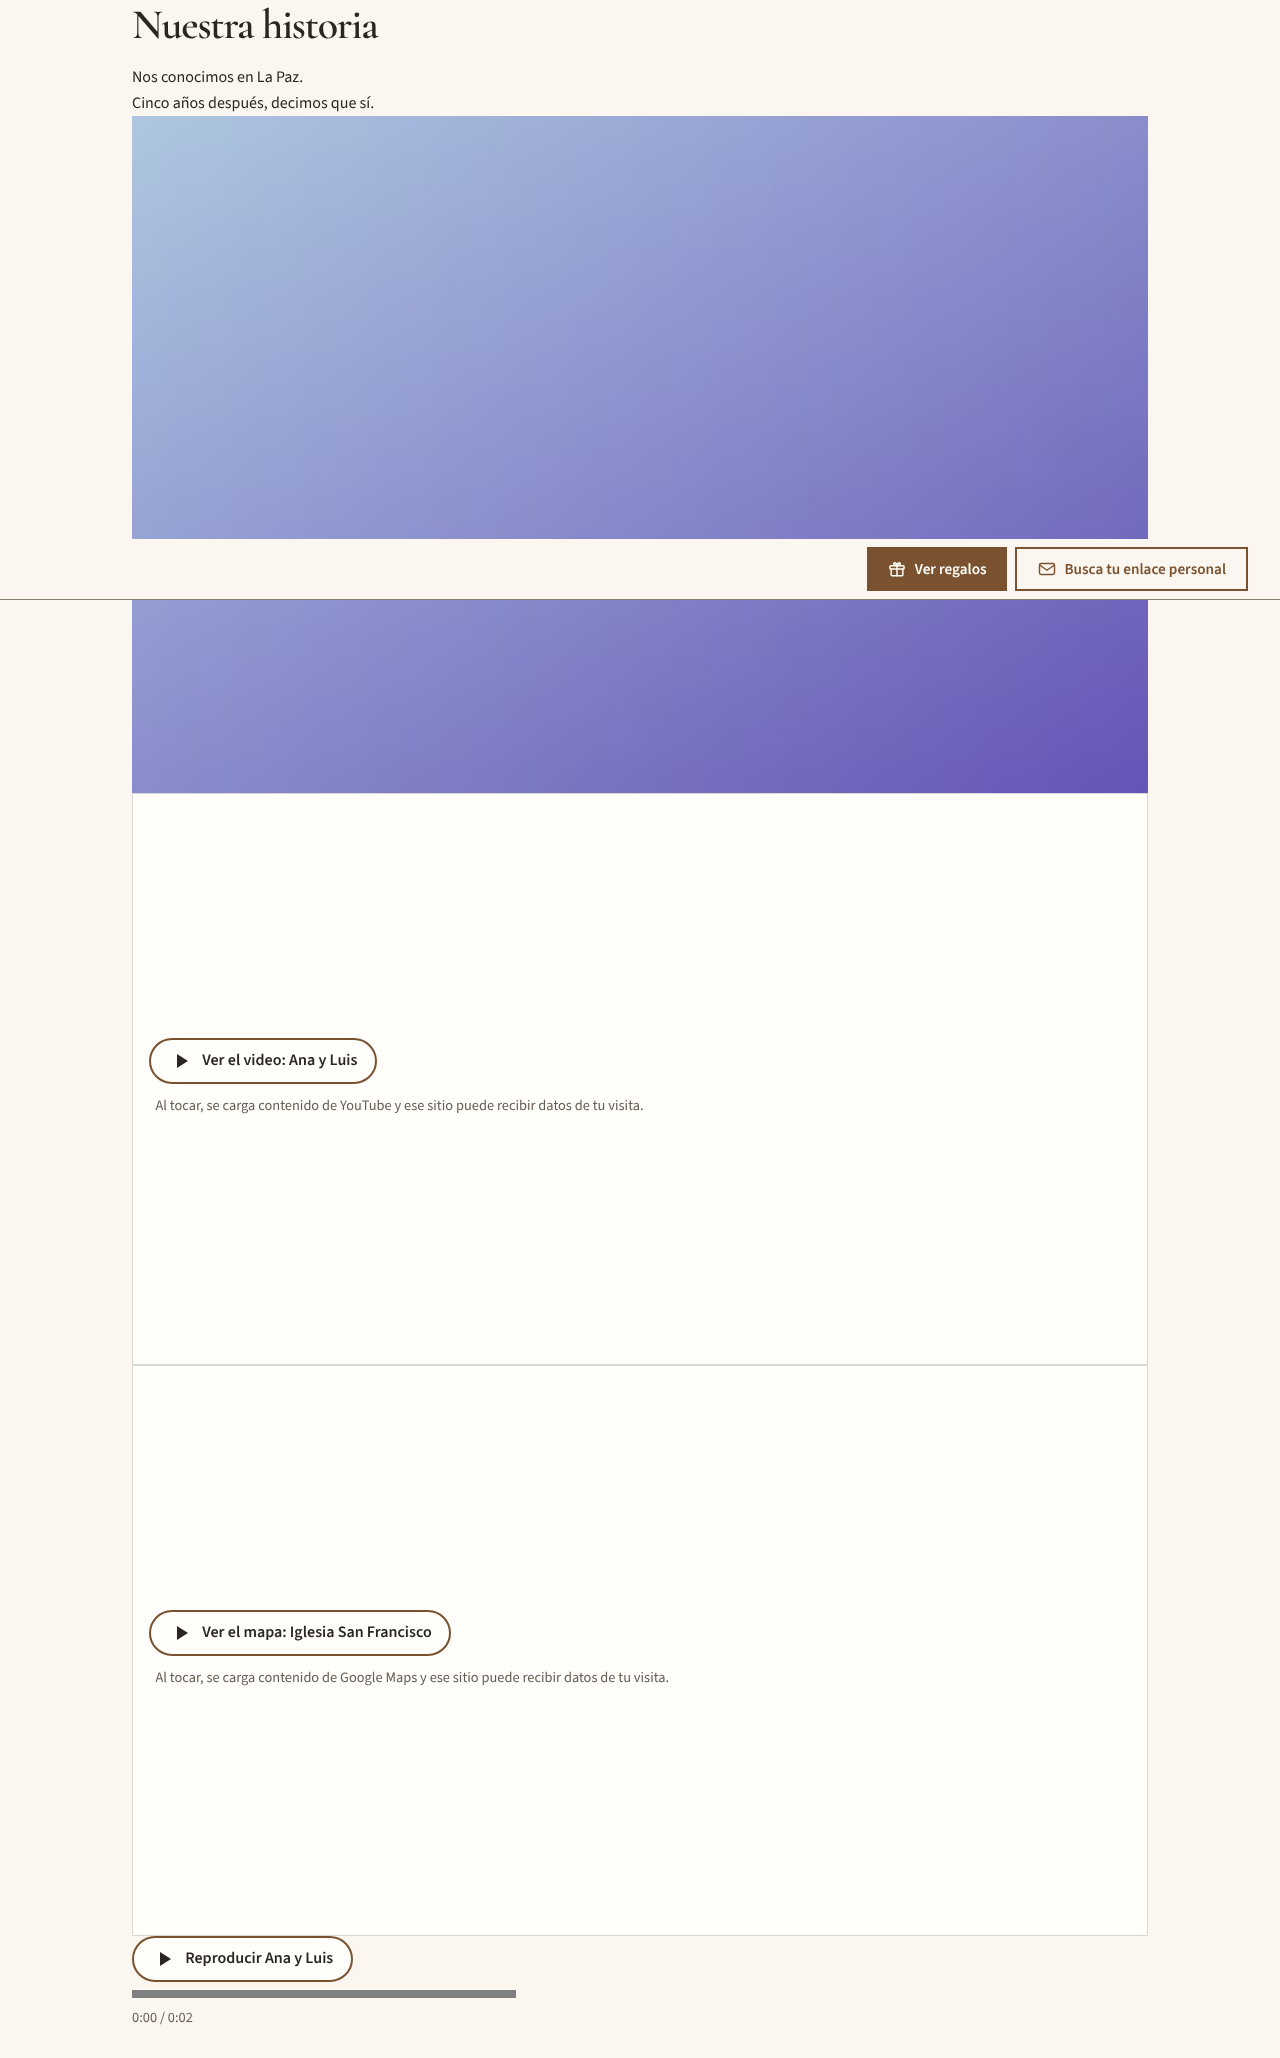 Nuestra historia
Nos conocimos en La Paz.
Cinco años después, decimos que sí.
Ver regalos
Busca tu enlace personal
Ver el video: Ana y Luis
Al tocar, se carga contenido de YouTube y ese sitio puede recibir datos de tu visita.
Ver el mapa: Iglesia San Francisco
Al tocar, se carga contenido de Google Maps y ese sitio puede recibir datos de tu visita.
Reproducir Ana y Luis
0:00 / 0:02